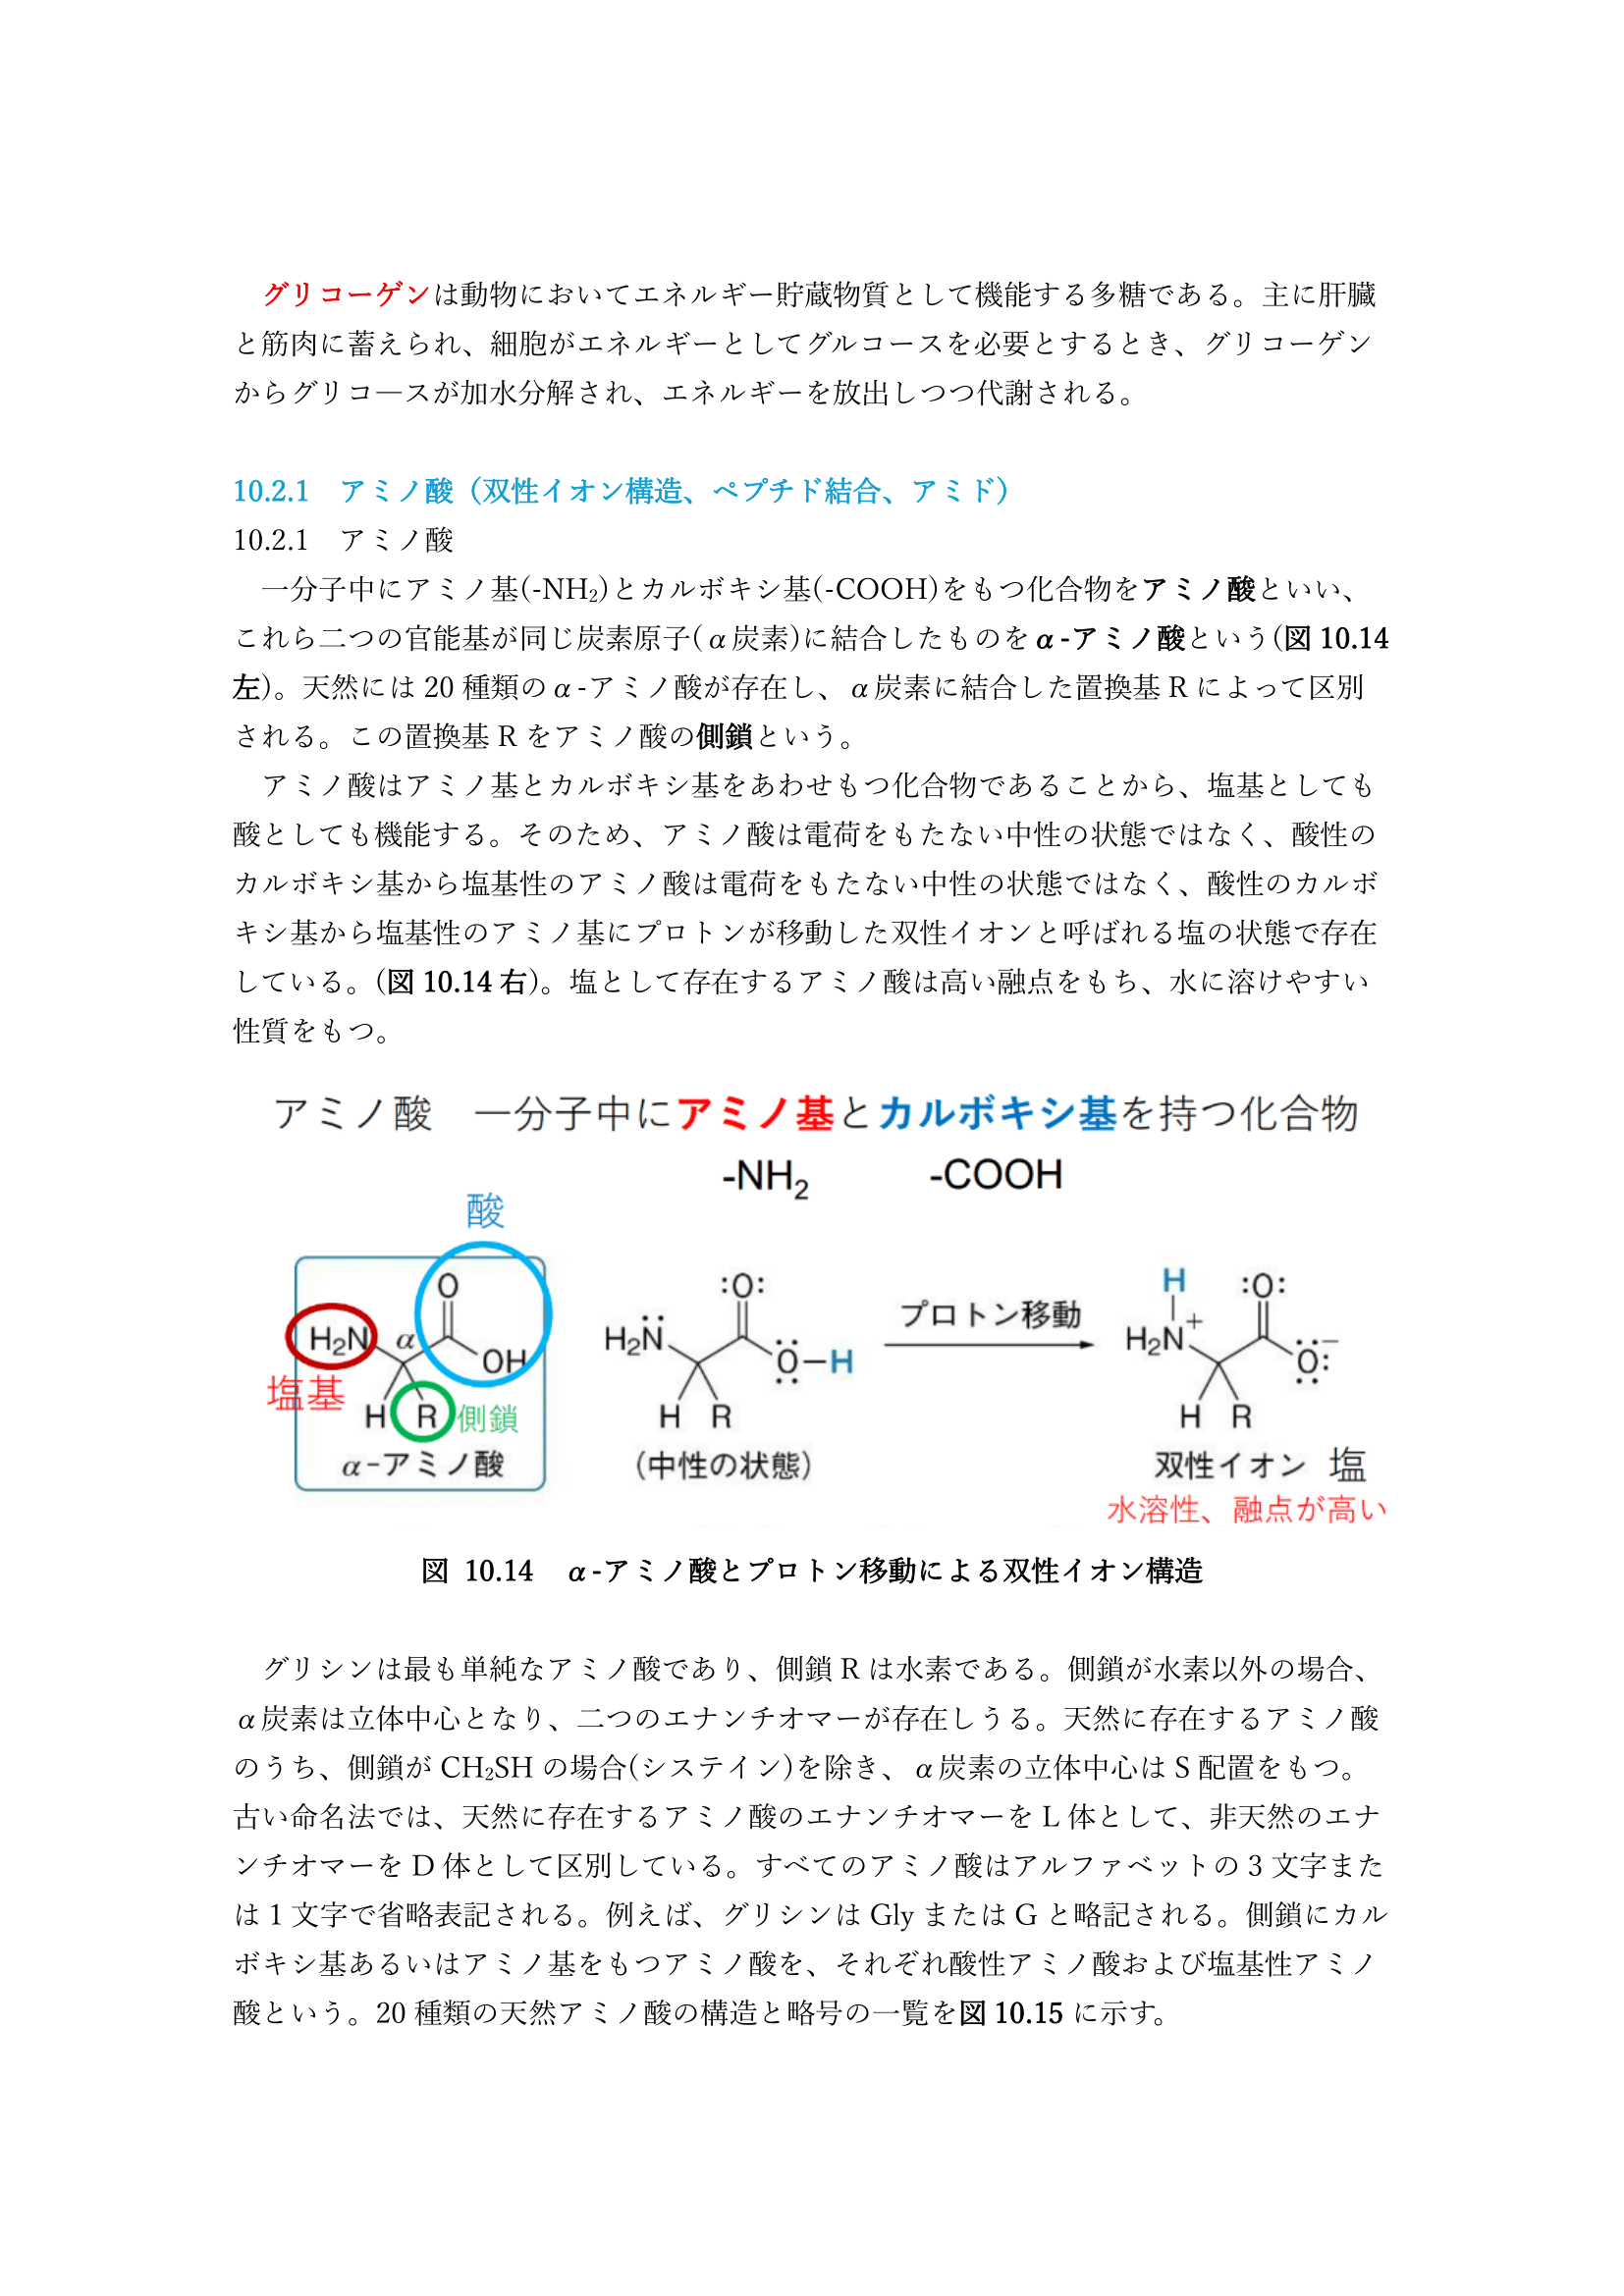 グリコーゲンは動物においてエネルギー貯蔵物質として機能する多糖である。主に肝臓
と筋肉に蓄えられ、細胞がエネルギーとしてグルコースを必要とするとき、グリコーゲン
からグリコ―スが加水分解され、エネルギーを放出しつつ代謝される。
10.2.1 アミノ酸（双性イオン構造、ペプチド結合、アミド）
10.2.1 アミノ酸
一分子中にアミノ基(-NH₂)とカルボキシ基(-COOH)をもつ化合物をアミノ酸といい、
これら二つの官能基が同じ炭素原子(α炭素)に結合したものをα-アミノ酸という(図 10.14
左)。天然には 20 種類のα-アミノ酸が存在し、α炭素に結合した置換基 R によって区別
される。この置換基 R をアミノ酸の側鎖という。
アミノ酸はアミノ基とカルボキシ基をあわせもつ化合物であることから、塩基としても
酸としても機能する。そのため、アミノ酸は電荷をもたない中性の状態ではなく、酸性の
カルボキシ基から塩基性のアミノ酸は電荷をもたない中性の状態ではなく、酸性のカルボ
キシ基から塩基性のアミノ基にプロトンが移動した双性イオンと呼ばれる塩の状態で存在
している。(図 10.14 右)。塩として存在するアミノ酸は高い融点をもち、水に溶けやすい
性質をもつ。
アミノ酸 一分子中にアミノ基とカルボキシ基を持つ化合物
-NH₂ -COOH
酸
O
H₂N α
OH
塩基
H R 側鎖
α-アミノ酸
:O:
H₂N̈
Ö–H
H R
(中性の状態)
プロトン移動
H :O:
H₂N+
Ö:−
H R
双性イオン 塩
水溶性、融点が高い
図 10.14 α-アミノ酸とプロトン移動による双性イオン構造
グリシンは最も単純なアミノ酸であり、側鎖 R は水素である。側鎖が水素以外の場合、
α炭素は立体中心となり、二つのエナンチオマーが存在しうる。天然に存在するアミノ酸
のうち、側鎖が CH₂SH の場合(システイン)を除き、α炭素の立体中心は S 配置をもつ。
古い命名法では、天然に存在するアミノ酸のエナンチオマーを L 体として、非天然のエナ
ンチオマーを D 体として区別している。すべてのアミノ酸はアルファベットの 3 文字また
は 1 文字で省略表記される。例えば、グリシンは Gly または G と略記される。側鎖にカル
ボキシ基あるいはアミノ基をもつアミノ酸を、それぞれ酸性アミノ酸および塩基性アミノ
酸という。20 種類の天然アミノ酸の構造と略号の一覧を図 10.15 に示す。